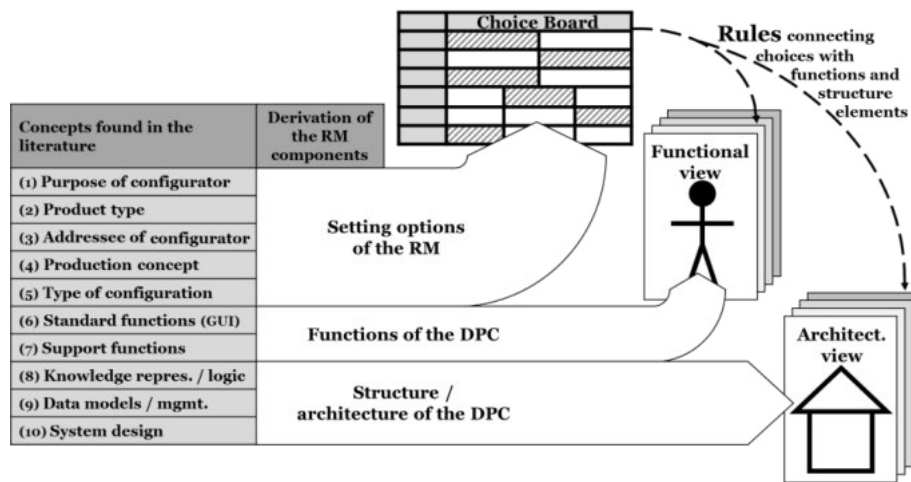 Choice Board
Rules connecting
choices with
functions and
structure
elements
Concepts found in the
literature
Derivation of
the RM
components
(1) Purpose of configurator
(2) Product type
(3) Addressee of configurator
(4) Production concept
(5) Type of configuration
(6) Standard functions (GUI)
(7) Support functions
(8) Knowledge repres. / logic
(9) Data models / mgmt.
(10) System design
Setting options
of the RM
Functions of the DPC
Structure /
architecture of the DPC
Functional
view
Architect.
view